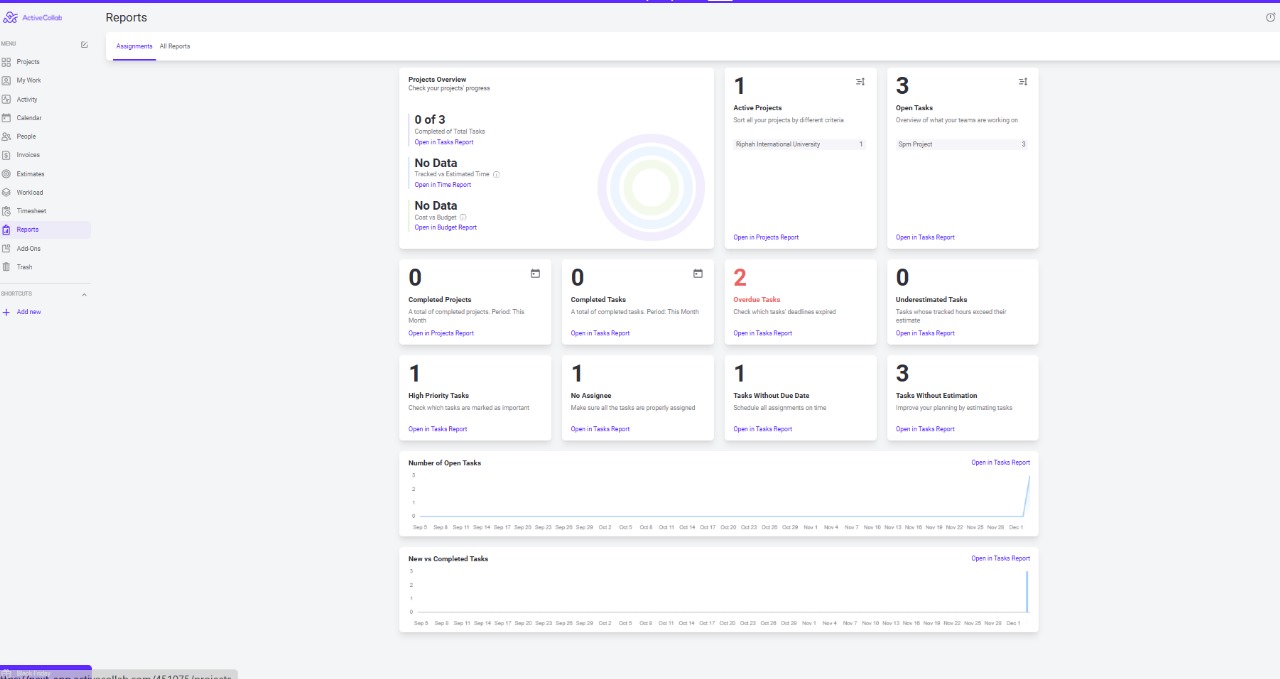 ActiveCollab
Reports
MENU
Projects
My Work
Activity
Calendar
People
Invoices
Estimates
Workload
Timesheet
Reports
Add-Ons
Trash
SHORTCUTS
Add new
Assignments All Reports
Projects Overview
Check your projects' progress
0 of 3
Completed of Total Tasks
Open in Tasks Report
No Data
Tracked vs Estimated Time
Open in Time Report
No Data
Cost vs Budget
Open in Budget Report
1
Active Projects
Sort all your projects by different criteria
Riphah International University 1
Open in Projects Report
3
Open Tasks
Overview of what your teams are working on
Spm Project 3
Open in Tasks Report
0
Completed Projects
A total of completed projects. Period: This
Month
Open in Projects Report
0
Completed Tasks
A total of completed tasks. Period: This Month
Open in Tasks Report
2
Overdue Tasks
Check which tasks' deadlines expired
Open in Tasks Report
0
Underestimated Tasks
Tasks whose tracked hours exceed their
estimate
Open in Tasks Report
1
High Priority Tasks
Check which tasks are marked as important
Open in Tasks Report
1
No Assignee
Make sure all the tasks are properly assigned
Open in Tasks Report
1
Tasks Without Due Date
Schedule all assignments on time
Open in Tasks Report
3
Tasks Without Estimation
Improve your planning by estimating tasks
Open in Tasks Report
Number of Open Tasks Open in Tasks Report
3
2
1
0
Sep 5 Sep 8 Sep 11 Sep 14 Sep 17 Sep 20 Sep 23 Sep 26 Sep 29 Oct 2 Oct 5 Oct 8 Oct 11 Oct 14 Oct 17 Oct 20 Oct 23 Oct 26 Oct 29 Nov 1 Nov 4 Nov 7 Nov 10 Nov 13 Nov 16 Nov 19 Nov 22 Nov 25 Nov 28 Dec 1
New vs Completed Tasks Open in Tasks Report
3
2
1
0
Sep 5 Sep 8 Sep 11 Sep 14 Sep 17 Sep 20 Sep 23 Sep 26 Sep 29 Oct 2 Oct 5 Oct 8 Oct 11 Oct 14 Oct 17 Oct 20 Oct 23 Oct 26 Oct 29 Nov 1 Nov 4 Nov 7 Nov 10 Nov 13 Nov 16 Nov 19 Nov 22 Nov 25 Nov 28 Dec 1